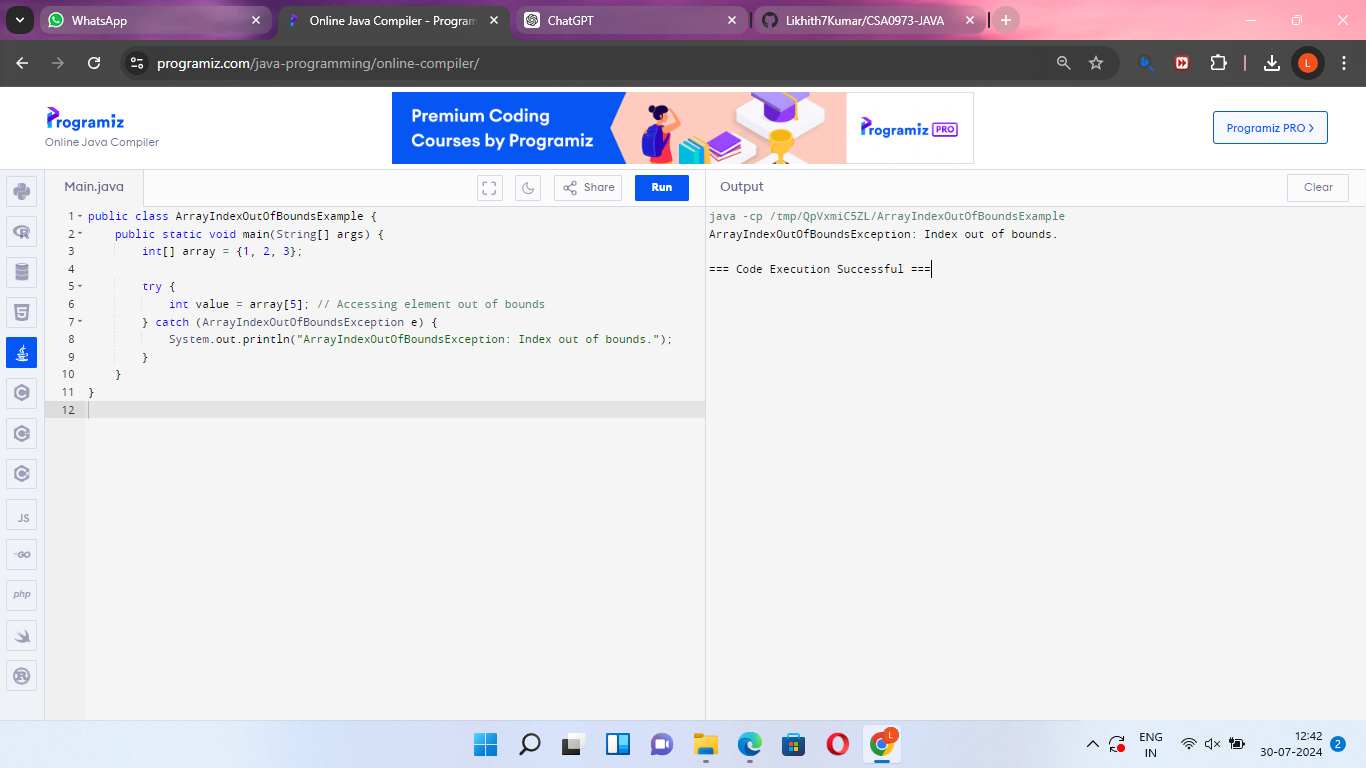 WhatsApp
Online Java Compiler - Program
ChatGPT
Likhith7Kumar/CSA0973-JAVA
programiz.com/java-programming/online-compiler/
L
Programiz
Online Java Compiler
Premium Coding
Courses by Programiz
Programiz PRO
Programiz PRO
Main.java
Share
Run
Output
Clear
1 public class ArrayIndexOutOfBoundsExample {
2 public static void main(String[] args) {
3 int[] array = {1, 2, 3};
4
5 try {
6 int value = array[5]; // Accessing element out of bounds
7 } catch (ArrayIndexOutOfBoundsException e) {
8 System.out.println("ArrayIndexOutOfBoundsException: Index out of bounds.");
9 }
10 }
11 }
12
java -cp /tmp/QpVxmiC5ZL/ArrayIndexOutOfBoundsExample
ArrayIndexOutOfBoundsException: Index out of bounds.
=== Code Execution Successful ===
R
5
C
C
C
JS
GO
php
L
ENG
IN
12:42
30-07-2024
2